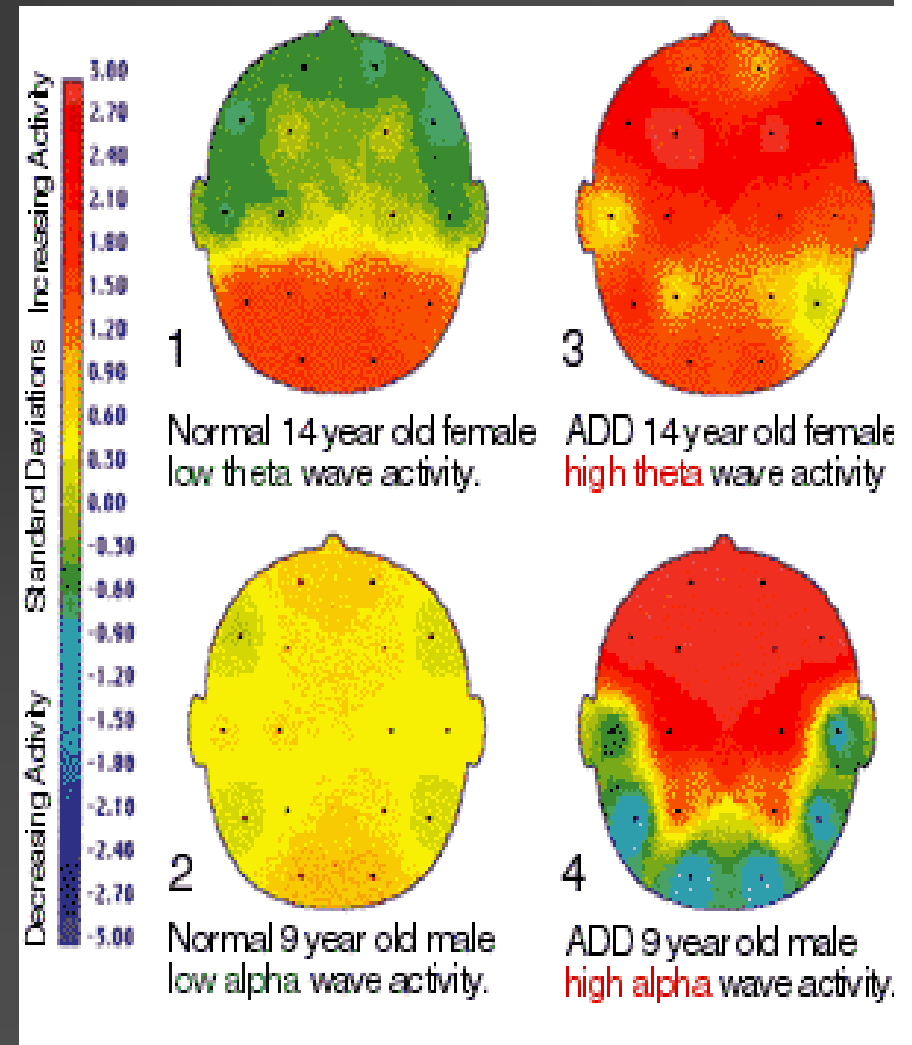 Increasing Activity
Standard Deviations
Decreasing Activity
3.00
2.70
2.40
2.10
1.80
1.50
1.20
0.90
0.60
0.30
0.00
-0.30
-0.60
-0.90
-1.20
-1.50
-1.80
-2.10
-2.40
-2.70
-3.00
1
Normal 14 year old female
low theta wave activity.
3
ADD 14 year old female
high theta wave activity
2
Normal 9 year old male
low alpha wave activity.
4
ADD 9 year old male
high alpha wave activity.